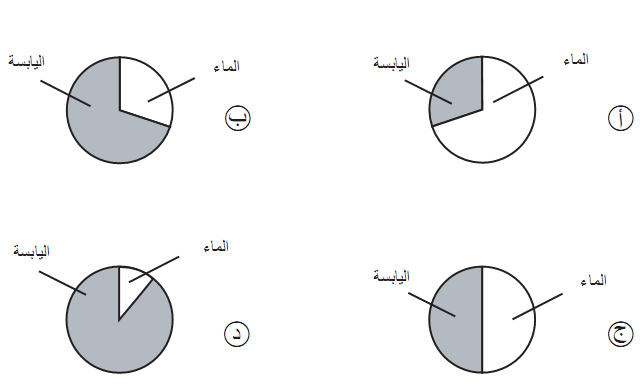 الماء
اليابسة
أ
الماء
اليابسة
ب
الماء
اليابسة
ج
الماء
اليابسة
د